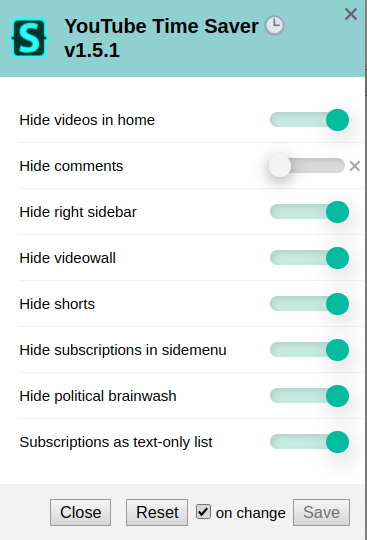 YouTube Time Saver 🕒
v1.5.1
Hide videos in home
Hide comments
Hide right sidebar
Hide videowall
Hide shorts
Hide subscriptions in sidemenu
Hide political brainwash
Subscriptions as text-only list
Close Reset on change Save